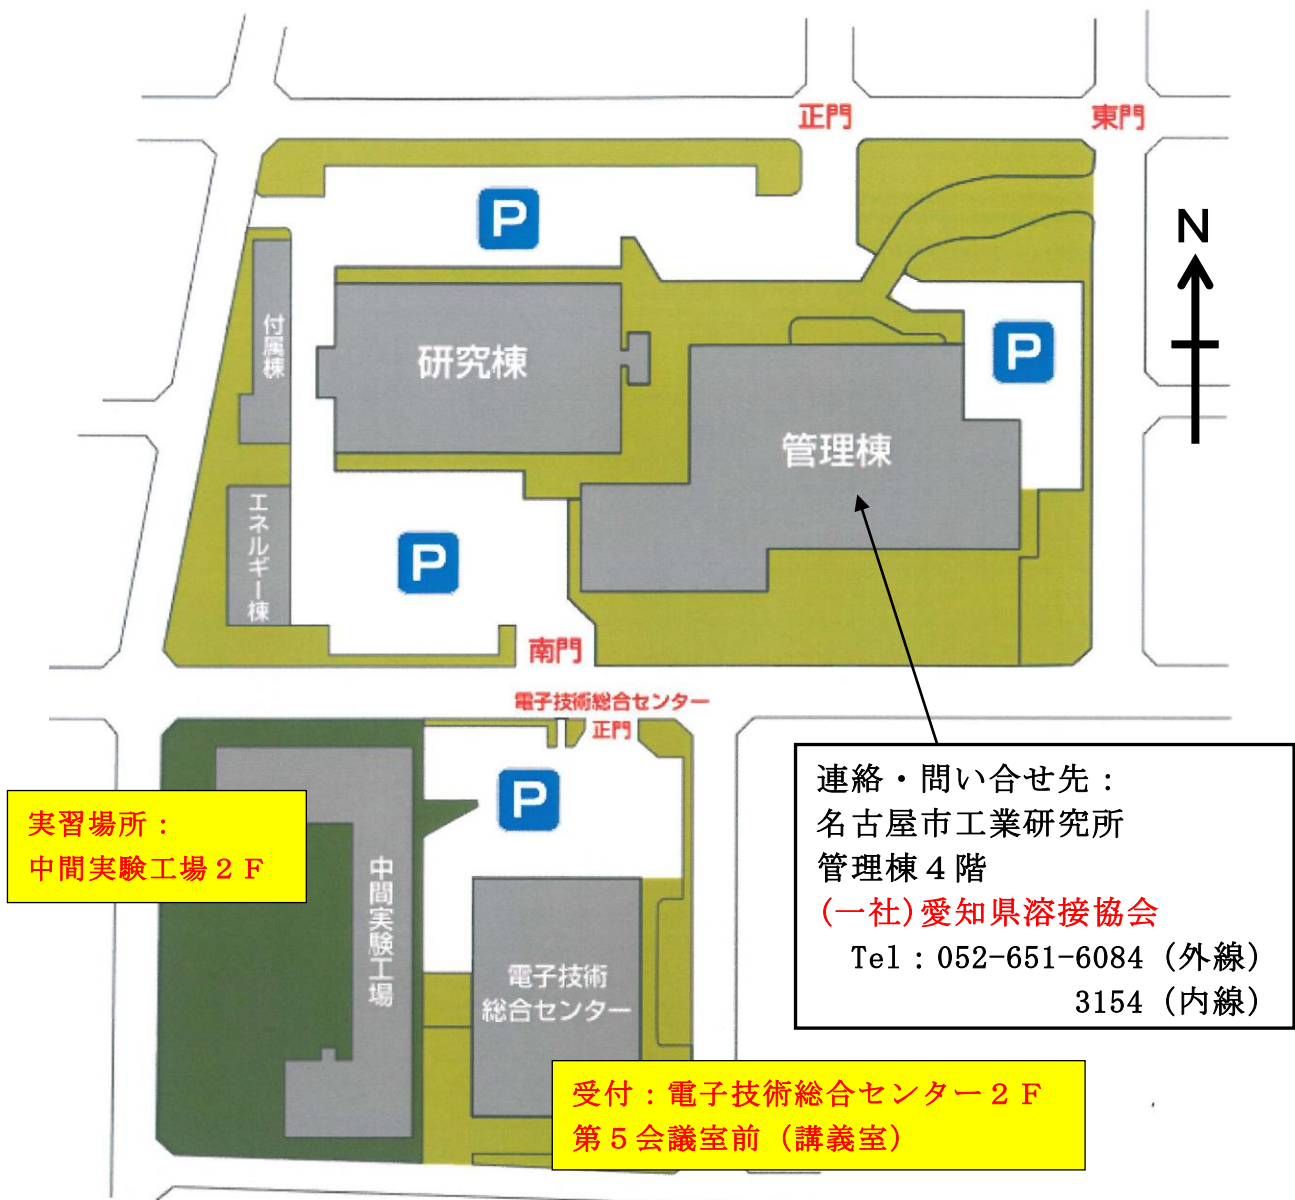 正門
東門
P
N
付属棟
研究棟
P
管理棟
エネルギー棟
P
南門
電子技術総合センター
正門
P
実習場所：
中間実験工場２Ｆ
中間実験工場
電子技術
総合センター
連絡・問い合せ先：
名古屋市工業研究所
管理棟４階
(一社)愛知県溶接協会
Tel：052-651-6084（外線）
3154（内線）
受付：電子技術総合センター２Ｆ
第５会議室前（講義室）